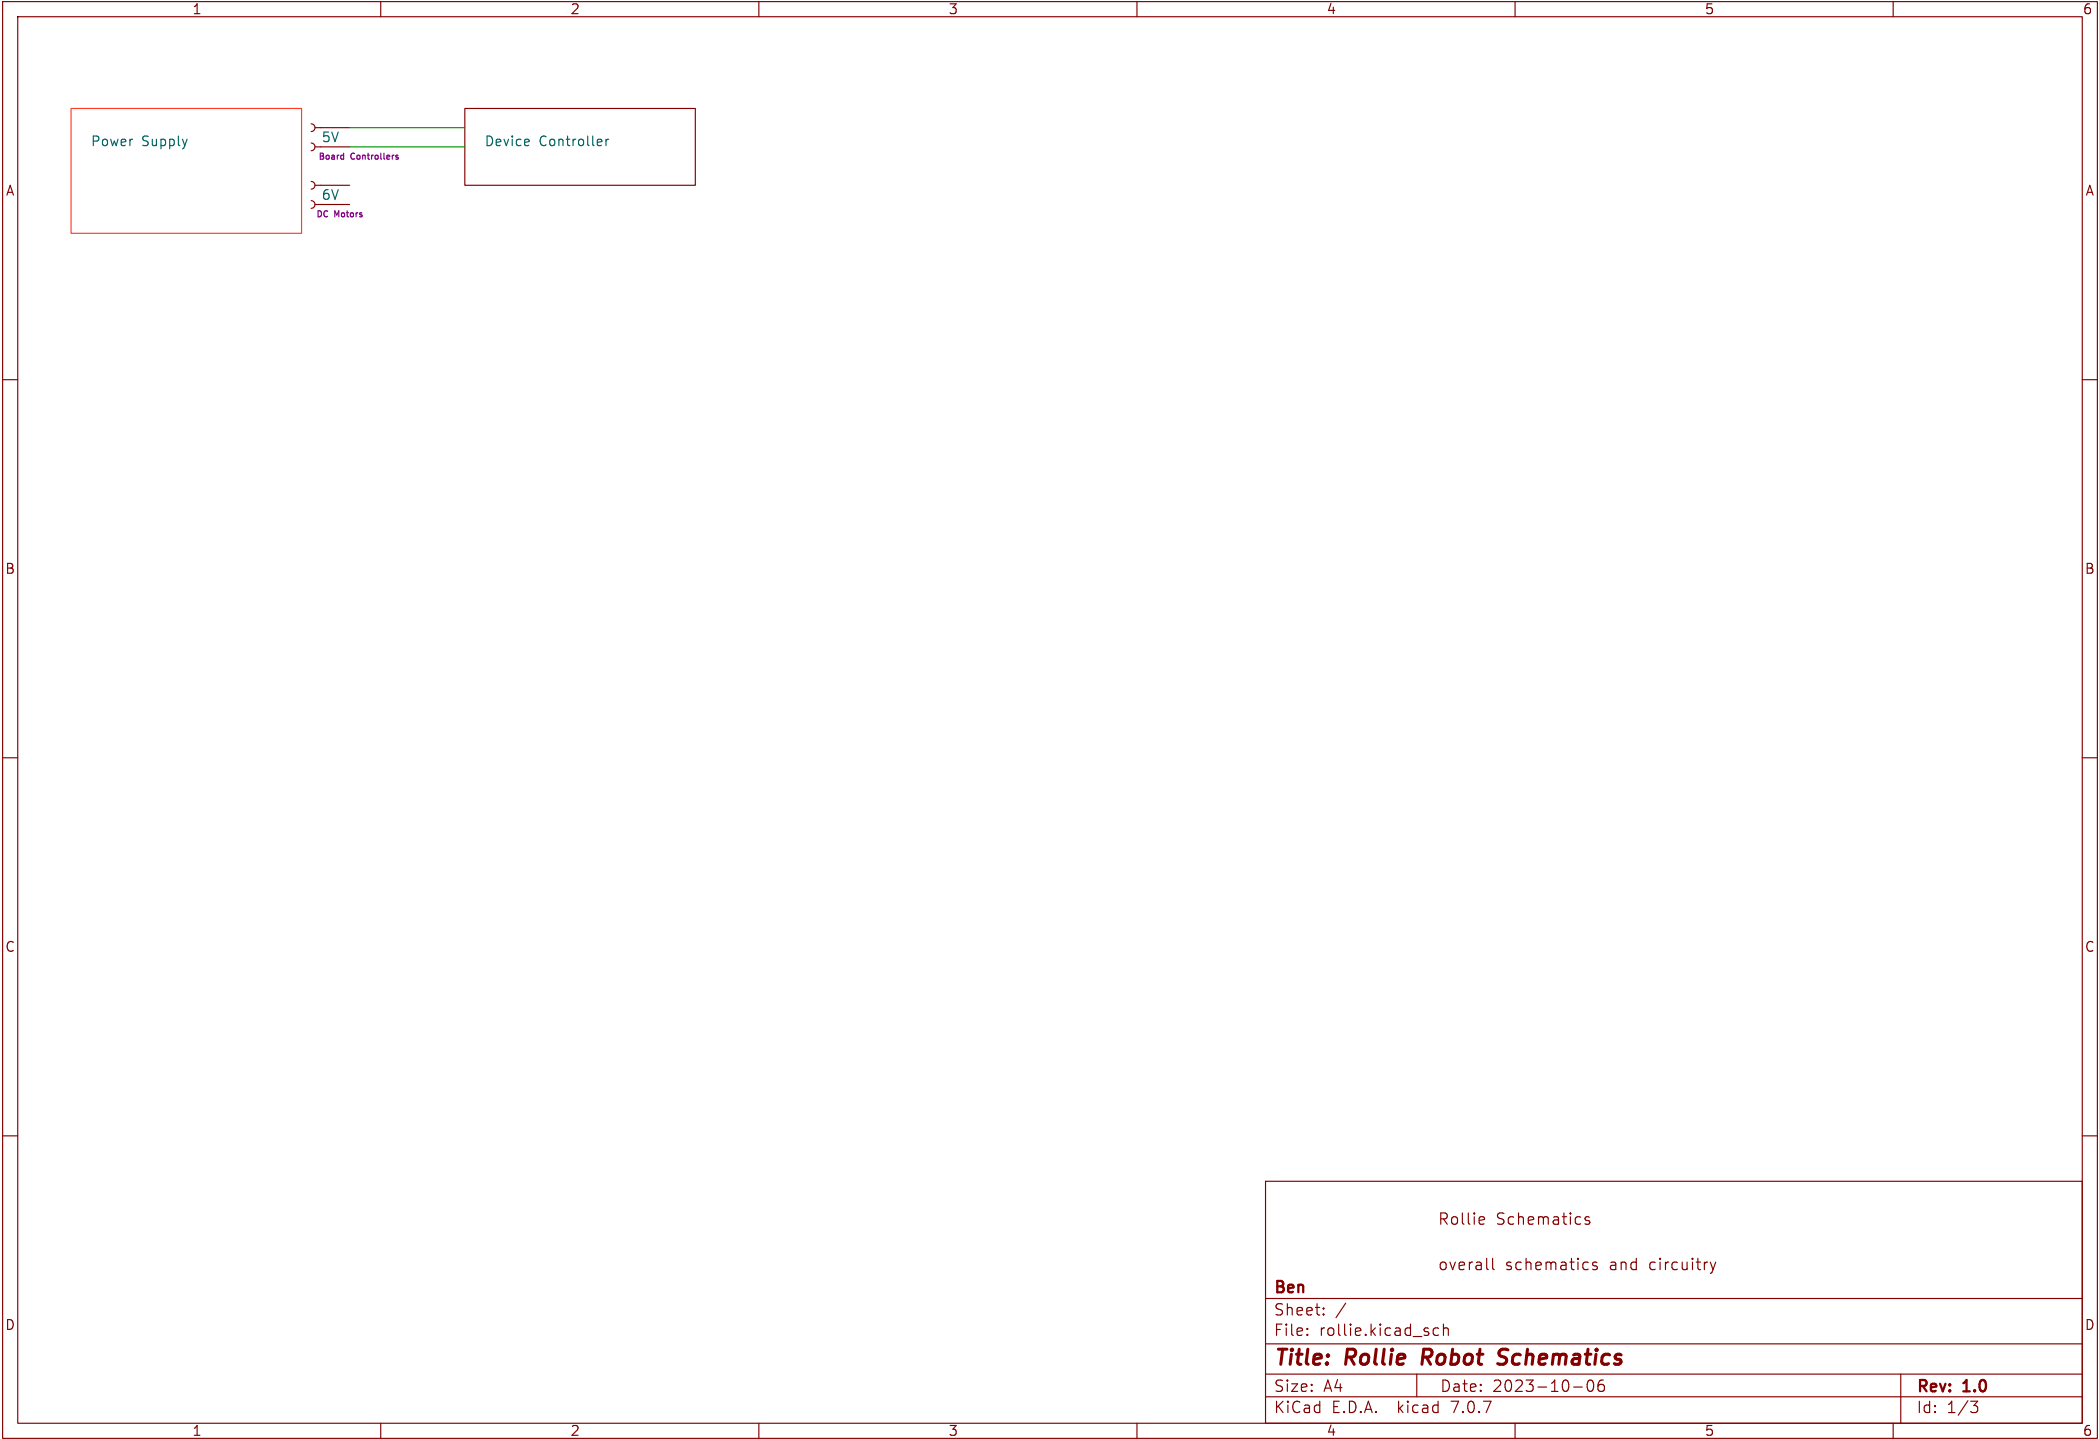 1 2 3 4 5 6
Power Supply
5V
Board Controllers
6V
DC Motors
Device Controller
A A
B B
C C
D D
Rollie Schematics
overall schematics and circuitry
Ben
Sheet: /
File: rollie.kicad_sch
Title: Rollie Robot Schematics
Size: A4 Date: 2023-10-06 Rev: 1.0
KiCad E.D.A. kicad 7.0.7 Id: 1/3
1 2 3 4 5 6